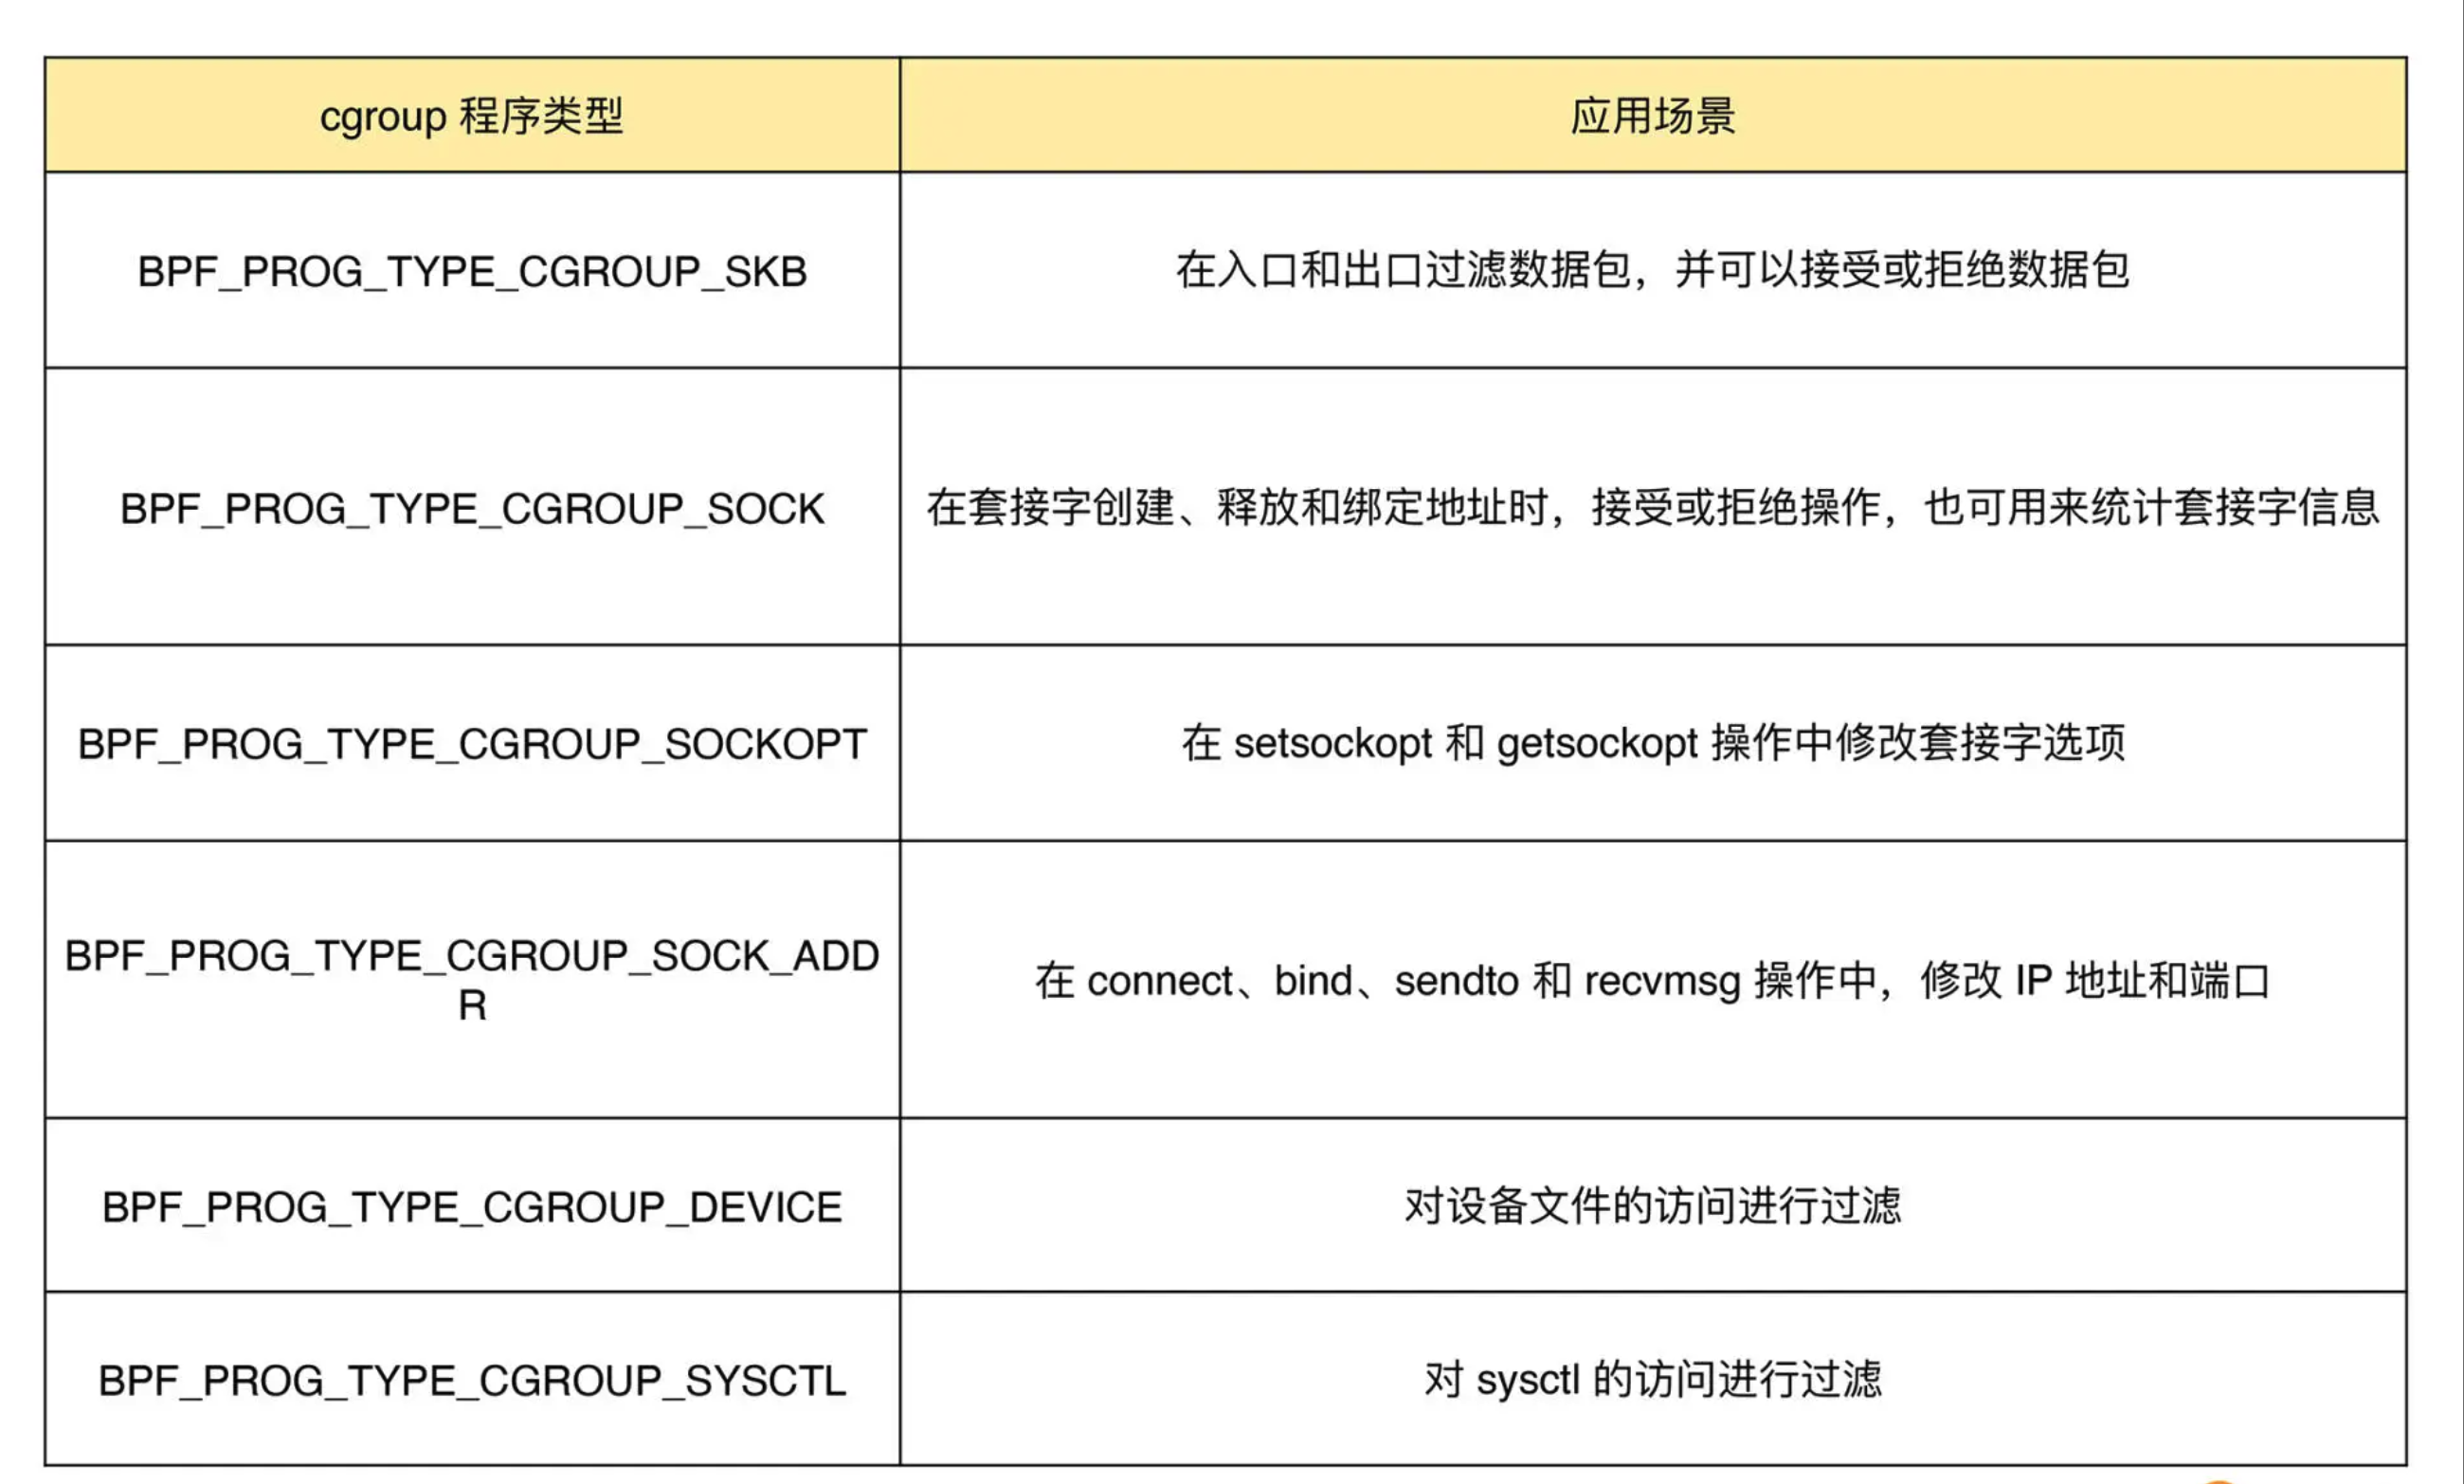 cgroup 程序类型
应用场景
BPF_PROG_TYPE_CGROUP_SKB
在入口和出口过滤数据包，并可以接受或拒绝数据包
BPF_PROG_TYPE_CGROUP_SOCK
在套接字创建、释放和绑定地址时，接受或拒绝操作，也可用来统计套接字信息
BPF_PROG_TYPE_CGROUP_SOCKOPT
在 setsockopt 和 getsockopt 操作中修改套接字选项
BPF_PROG_TYPE_CGROUP_SOCK_ADD
R
在 connect、bind、sendto 和 recvmsg 操作中，修改 IP 地址和端口
BPF_PROG_TYPE_CGROUP_DEVICE
对设备文件的访问进行过滤
BPF_PROG_TYPE_CGROUP_SYSCTL
对 sysctl 的访问进行过滤